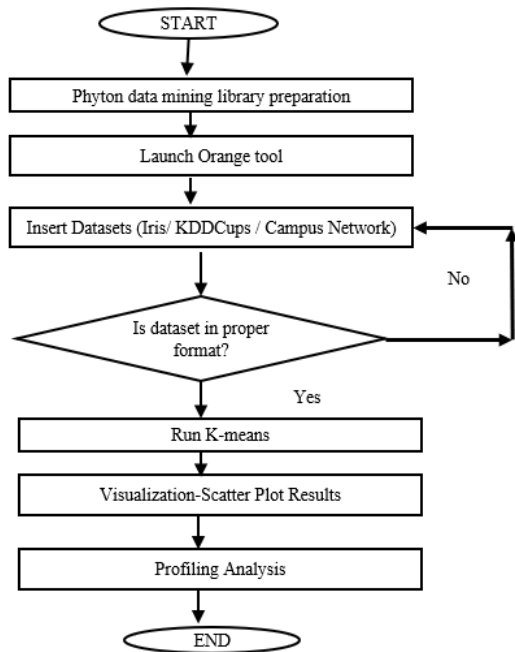 START
Phyton data mining library preparation
Launch Orange tool
Insert Datasets (Iris/ KDDCups / Campus Network)
No
Is dataset in proper
format?
Yes
Run K-means
Visualization-Scatter Plot Results
Profiling Analysis
END